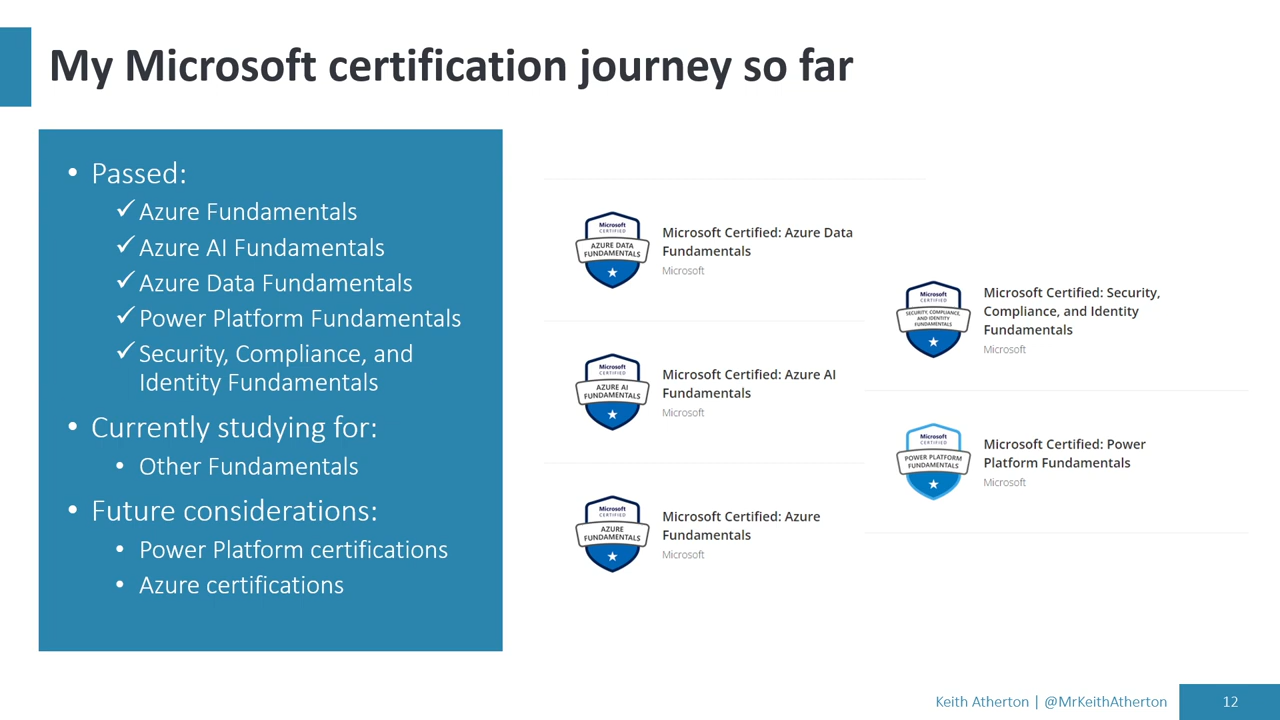 My Microsoft certification journey so far
• Passed:
✓ Azure Fundamentals
✓ Azure AI Fundamentals
✓ Azure Data Fundamentals
✓ Power Platform Fundamentals
✓ Security, Compliance, and
Identity Fundamentals
• Currently studying for:
• Other Fundamentals
• Future considerations:
• Power Platform certifications
• Azure certifications
Microsoft
CERTIFIED
AZURE DATA
FUNDAMENTALS
Microsoft Certified: Azure Data
Fundamentals
Microsoft
Microsoft
CERTIFIED
AZURE AI
FUNDAMENTALS
Microsoft Certified: Azure AI
Fundamentals
Microsoft
Microsoft
CERTIFIED
AZURE
FUNDAMENTALS
Microsoft Certified: Azure
Fundamentals
Microsoft
Microsoft
CERTIFIED
SECURITY, COMPLIANCE,
AND IDENTITY
FUNDAMENTALS
Microsoft Certified: Security,
Compliance, and Identity
Fundamentals
Microsoft
Microsoft
CERTIFIED
POWER PLATFORM
FUNDAMENTALS
Microsoft Certified: Power
Platform Fundamentals
Microsoft
Keith Atherton | @MrKeithAtherton
12